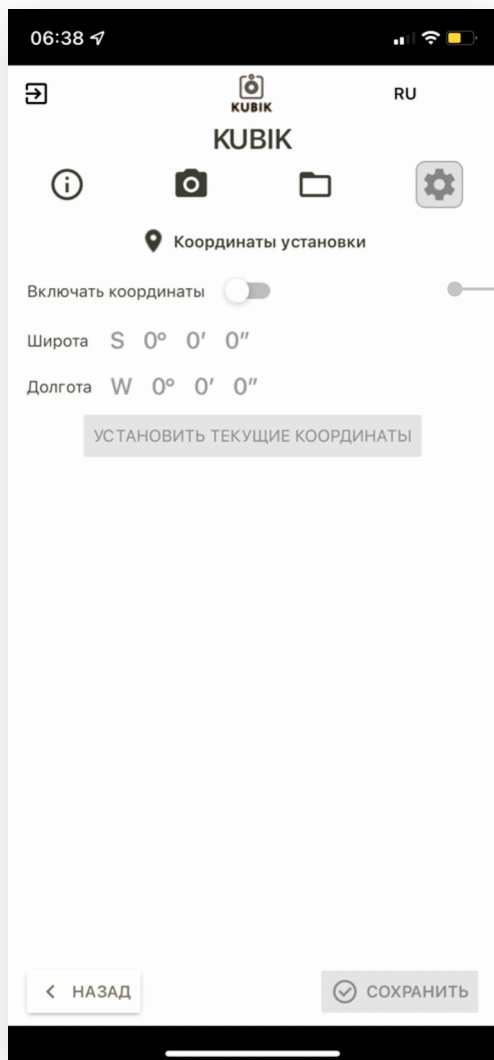 06:38
KUBIK
RU
KUBIK
Координаты установки
Включать координаты
Широта S 0° 0′ 0″
Долгота W 0° 0′ 0″
УСТАНОВИТЬ ТЕКУЩИЕ КООРДИНАТЫ
НАЗАД
СОХРАНИТЬ